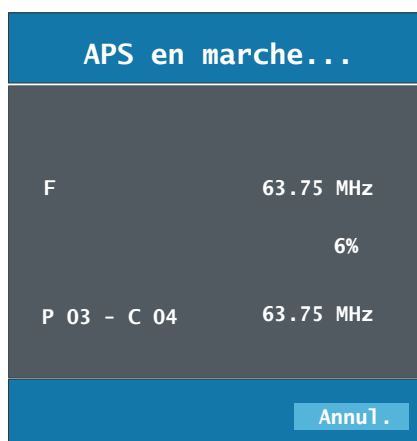 APS en marche...
F 63.75 MHz
6%
P 03 - C 04 63.75 MHz
Annul.